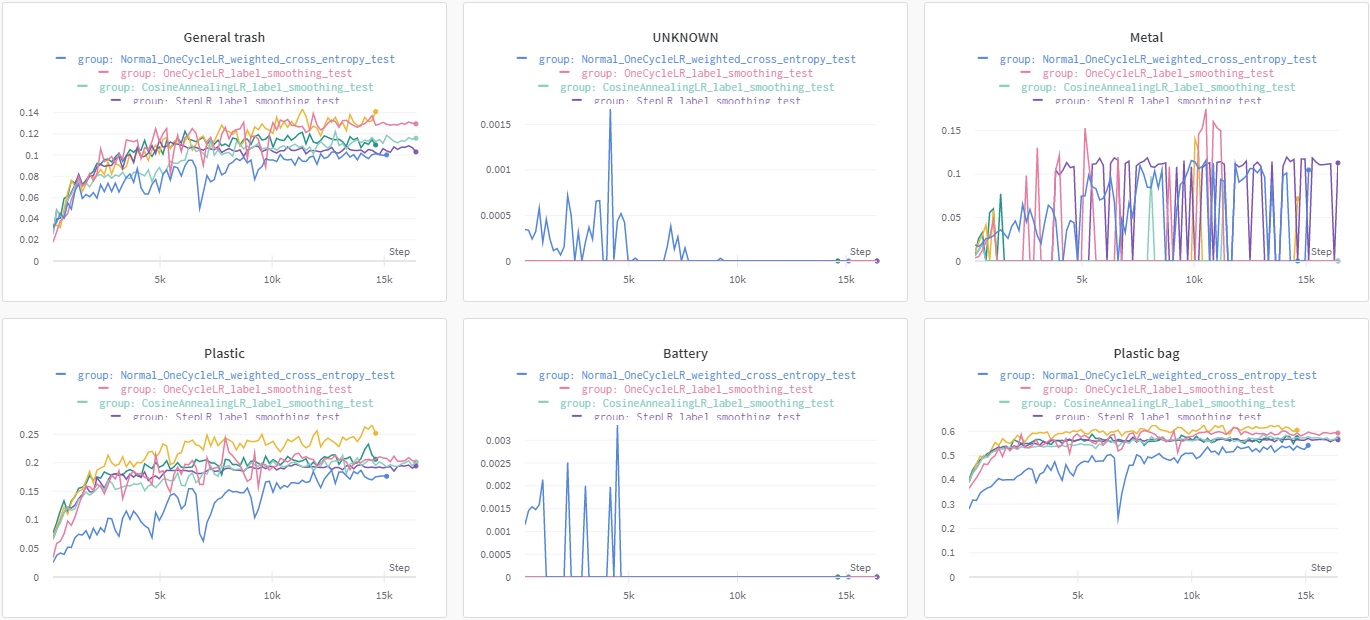 General trash
group: Normal_OneCycleLR_weighted_cross_entropy_test
group: OneCycleLR_label_smoothing_test
group: CosineAnnealingLR_label_smoothing_test
group: StepLR_label_smoothing_test
0.14
0.12
0.1
0.08
0.06
0.04
0.02
0
Step
5k
10k
15k
UNKNOWN
group: Normal_OneCycleLR_weighted_cross_entropy_test
group: OneCycleLR_label_smoothing_test
group: CosineAnnealingLR_label_smoothing_test
group: StepLR_label_smoothing_test
0.0015
0.001
0.0005
0
Step
5k
10k
15k
Metal
group: Normal_OneCycleLR_weighted_cross_entropy_test
group: OneCycleLR_label_smoothing_test
group: CosineAnnealingLR_label_smoothing_test
group: StepLR_label_smoothing_test
0.15
0.1
0.05
0
Step
5k
10k
15k
Plastic
group: Normal_OneCycleLR_weighted_cross_entropy_test
group: OneCycleLR_label_smoothing_test
group: CosineAnnealingLR_label_smoothing_test
group: StepLR_label_smoothing_test
0.25
0.2
0.15
0.1
0.05
0
Step
5k
10k
15k
Battery
group: Normal_OneCycleLR_weighted_cross_entropy_test
group: OneCycleLR_label_smoothing_test
group: CosineAnnealingLR_label_smoothing_test
group: StepLR_label_smoothing_test
0.003
0.0025
0.002
0.0015
0.001
0.0005
0
Step
5k
10k
15k
Plastic bag
group: Normal_OneCycleLR_weighted_cross_entropy_test
group: OneCycleLR_label_smoothing_test
group: CosineAnnealingLR_label_smoothing_test
group: StepLR_label_smoothing_test
0.6
0.5
0.4
0.3
0.2
0.1
0
Step
5k
10k
15k